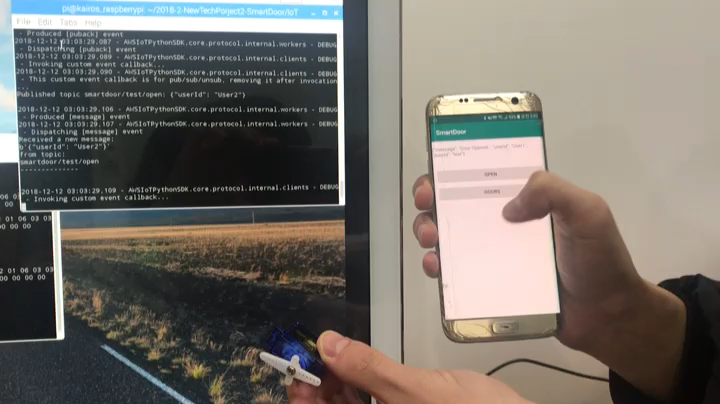 pi@kairos_raspberrypi: ~/2018-2-NewTechPorject2-SmartDoor/IoT
File Edit Tabs Help
- Produced [puback] event
2018-12-12 03:03:29,087 - AWSIoTPythonSDK.core.protocol.internal.workers - DEBUG
- Dispatching [puback] event
2018-12-12 03:03:29,089 - AWSIoTPythonSDK.core.protocol.internal.clients - DEBUG
- Invoking custom event callback...
2018-12-12 03:03:29,090 - AWSIoTPythonSDK.core.protocol.internal.clients - DEBUG
- This custom event callback is for pub/sub/unsub, removing it after invocation
...
Published topic smartdoor/test/open: {"userId": "User2"}
2018-12-12 03:03:29,106 - AWSIoTPythonSDK.core.protocol.internal.workers - DEBUG
- Produced [message] event
2018-12-12 03:03:29,107 - AWSIoTPythonSDK.core.protocol.internal.workers - DEBUG
- Dispatching [message] event
Received a new message:
b'{"userId": "User2"}'
from topic:
smartdoor/test/open
--------------
2018-12-12 03:03:29,109 - AWSIoTPythonSDK.core.protocol.internal.clients - DEBUG
- Invoking custom event callback...
01 06 03 03
00 00 00
2 01 06 03 03
00 00 00 00
SmartDoor
OPEN